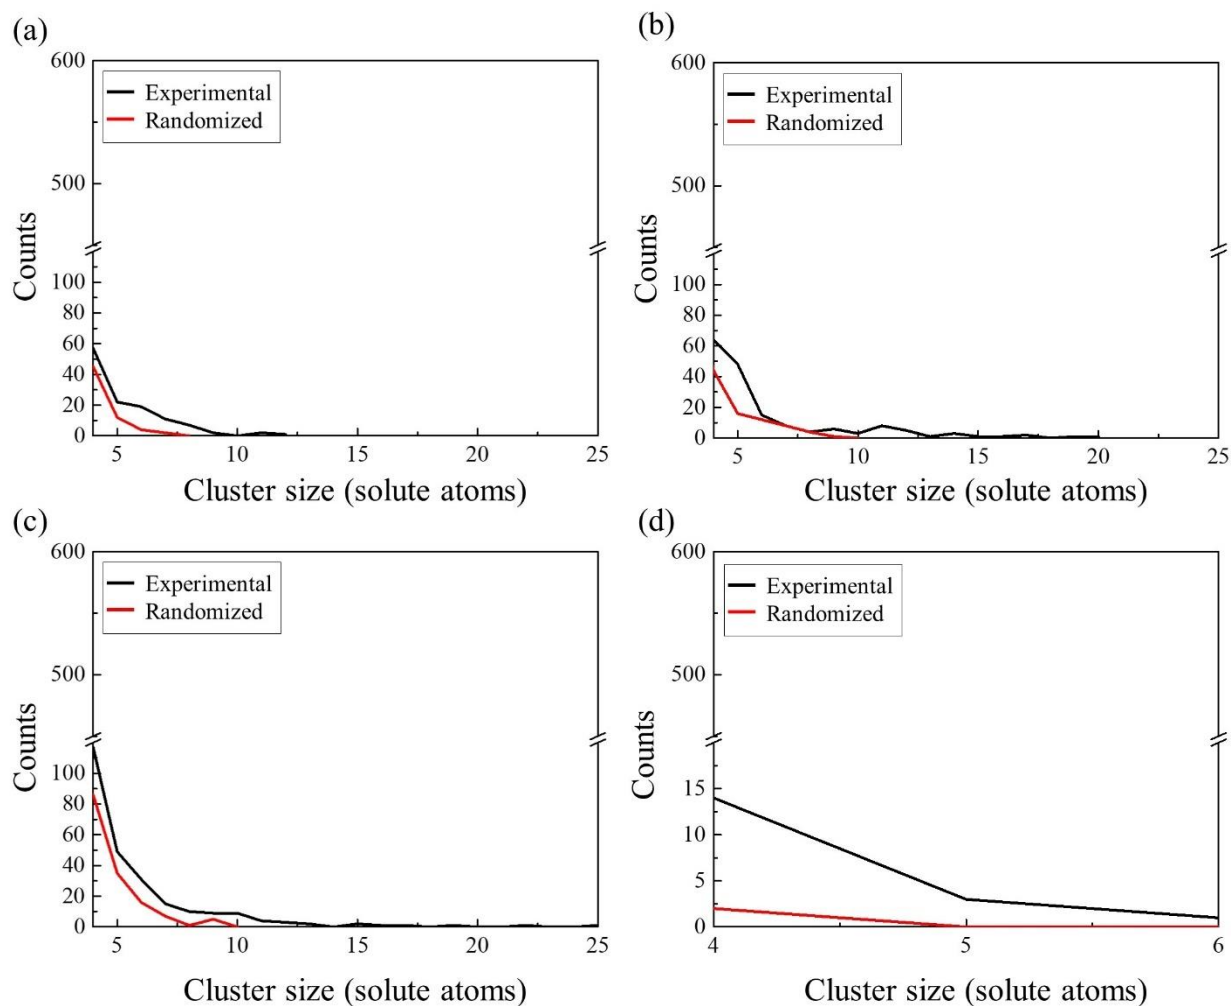 (a)
600
500
100
80
60
40
20
0
Counts
Experimental
Randomized
5 10 15 20 25
Cluster size (solute atoms)
(b)
600
500
100
80
60
40
20
0
Counts
Experimental
Randomized
5 10 15 20 25
Cluster size (solute atoms)
(c)
600
500
100
80
60
40
20
0
Counts
Experimental
Randomized
5 10 15 20 25
Cluster size (solute atoms)
(d)
600
500
15
10
5
0
Counts
Experimental
Randomized
4 5 6
Cluster size (solute atoms)